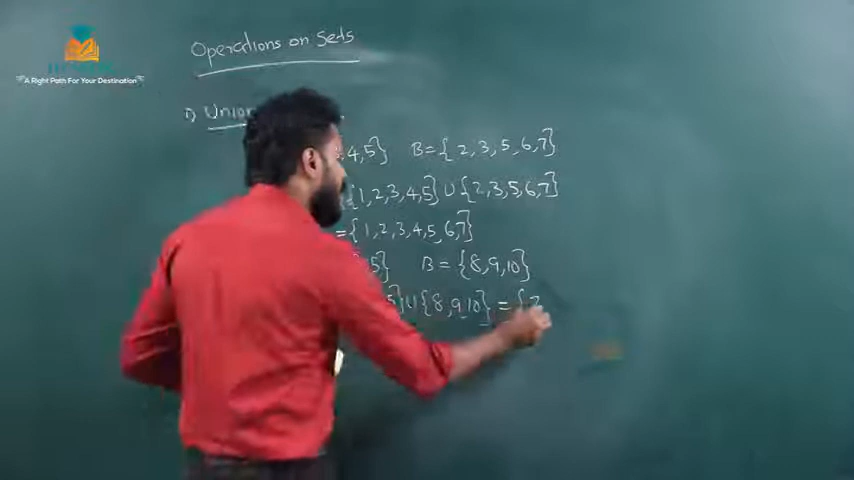 A Right Path For Your Destination
Operations on Sets
1) Union
4,5} B={2,3,5,6,7}
{1,2,3,4,5} U {2,3,5,6,7}
={1,2,3,4,5,6,7}
5} B = {8,9,10}
5} U {8,9,10} = {